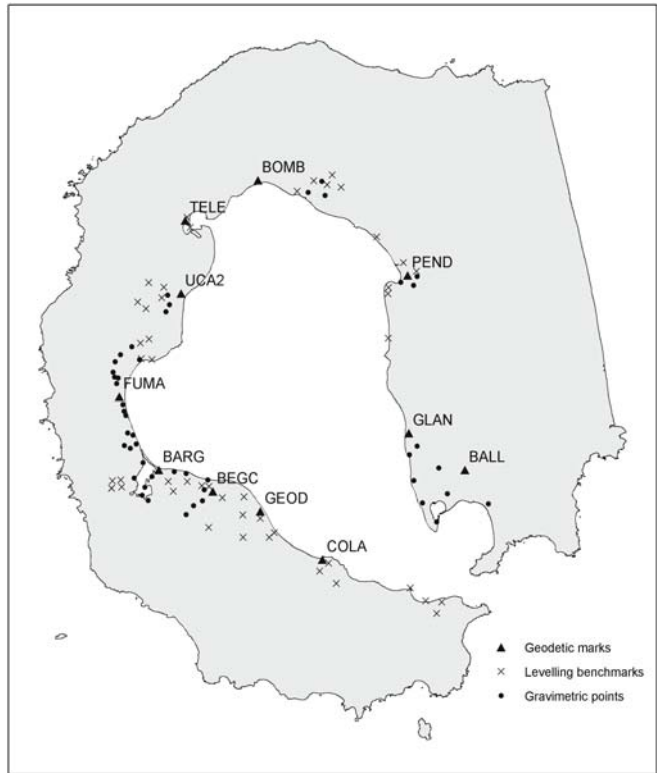 BOMB
TELE
PEND
UCA2
FUMA
GLAN
BARG
BALL
BEGC
GEOD
COLA
Geodetic marks
Levelling benchmarks
Gravimetric points